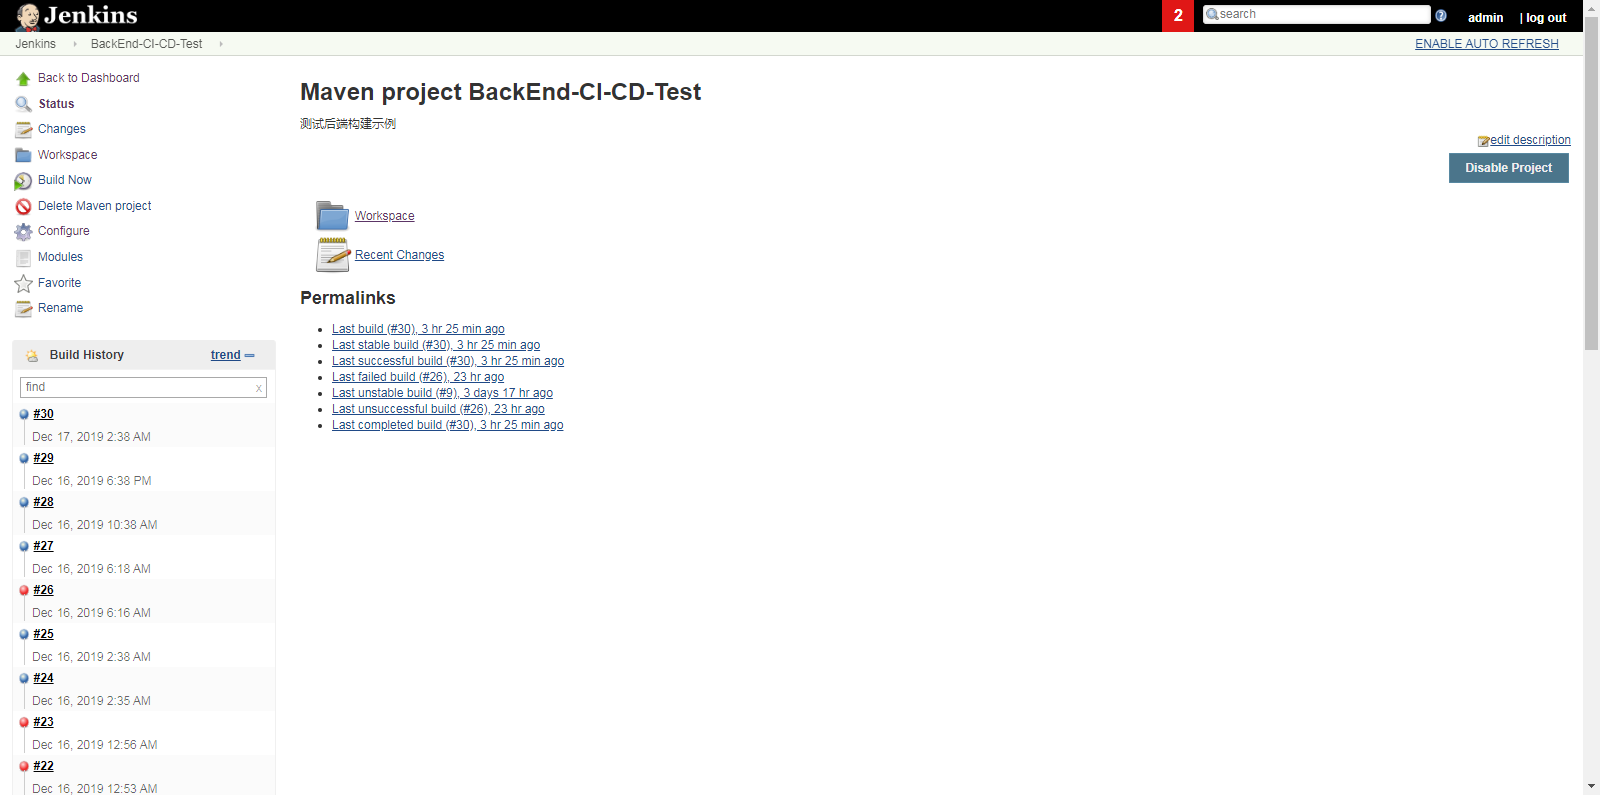 Jenkins
2
search
admin
| log out
Jenkins
BackEnd-CI-CD-Test
ENABLE AUTO REFRESH
Back to Dashboard
Status
Changes
Workspace
Build Now
Delete Maven project
Configure
Modules
Favorite
Rename
Build History
trend
find
x
#30
Dec 17, 2019 2:38 AM
#29
Dec 16, 2019 6:38 PM
#28
Dec 16, 2019 10:38 AM
#27
Dec 16, 2019 6:18 AM
#26
Dec 16, 2019 6:16 AM
#25
Dec 16, 2019 2:38 AM
#24
Dec 16, 2019 2:35 AM
#23
Dec 16, 2019 12:56 AM
#22
Dec 16, 2019 12:53 AM
Maven project BackEnd-CI-CD-Test
测试后端构建示例
edit description
Disable Project
Workspace
Recent Changes
Permalinks
Last build (#30), 3 hr 25 min ago
Last stable build (#30), 3 hr 25 min ago
Last successful build (#30), 3 hr 25 min ago
Last failed build (#26), 23 hr ago
Last unstable build (#9), 3 days 17 hr ago
Last unsuccessful build (#26), 23 hr ago
Last completed build (#30), 3 hr 25 min ago